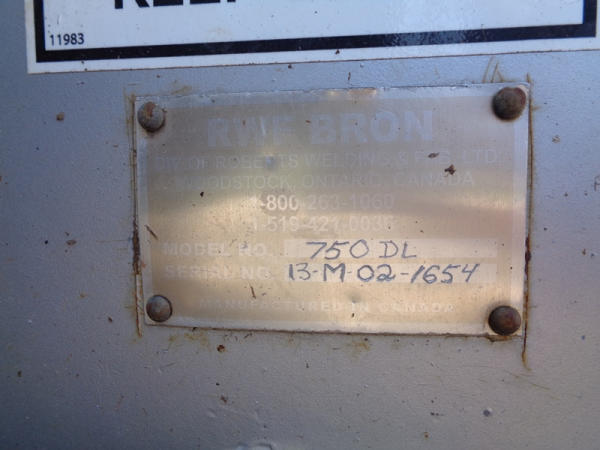 11983
RWF BRON
DIV OF ROBERTS WELDING & FAB. LTD
WOODSTOCK, ONTARIO, CANADA
1-800-263-1060
1-519-421-0036
MODEL NO. 750 DL
SERIAL NO. 13-M-02-1654
MANUFACTURED IN CANADA